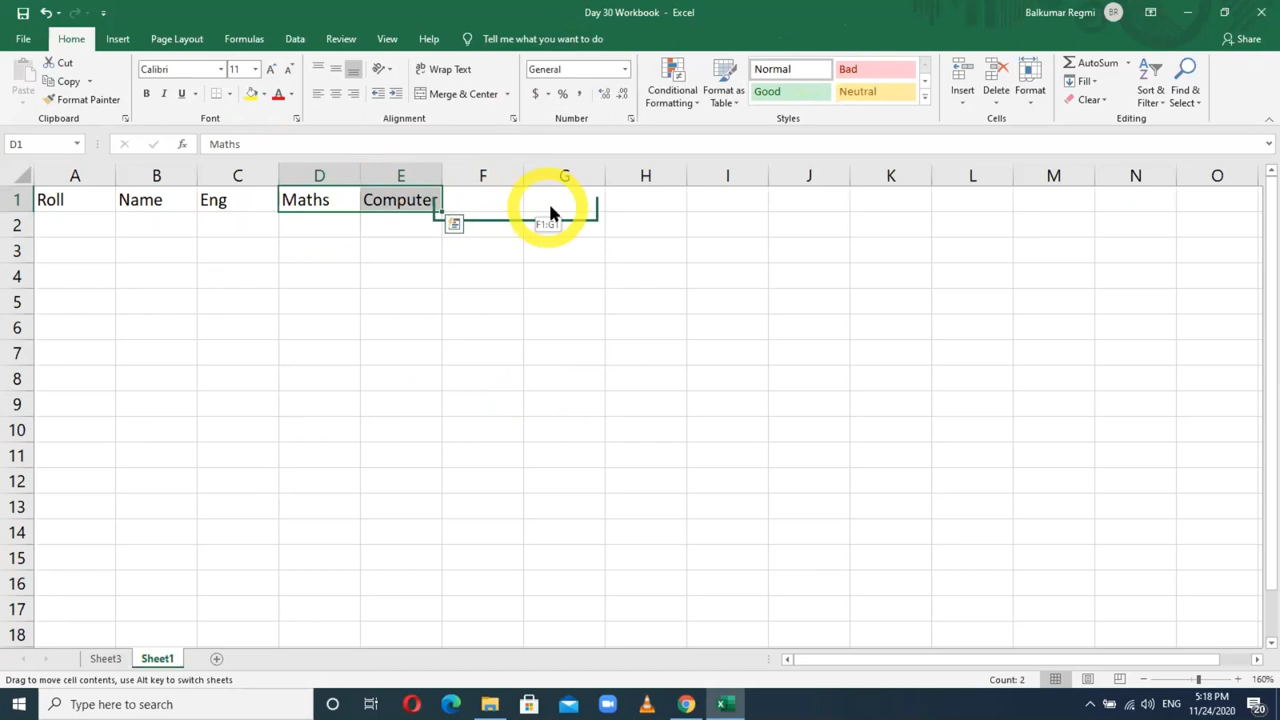 Day 30 Workbook - Excel
Balkumar Regmi BR
File Home Insert Page Layout Formulas Data Review View Help Tell me what you want to do Share
Paste
Cut
Copy
Format Painter
Clipboard
Calibri 11 A A
B I U A
Font
Wrap Text
Merge & Center
Alignment
General
$ % ,
Number
Conditional Formatting
Format as Table
Normal Bad
Good Neutral
Styles
Insert Delete Format
Cells
AutoSum
Fill
Clear
Sort & Filter
Find & Select
Editing
D1 fx Maths
A B C D E F G H I J K L M N O
1 Roll Name Eng Maths Computer
2
F1:G1
3
4
5
6
7
8
9
10
11
12
13
14
15
16
17
18
Sheet3 Sheet1
Drag to move cell contents, use Alt key to switch sheets Count: 2 160%
Type here to search
ENG
5:18 PM
11/24/2020
20